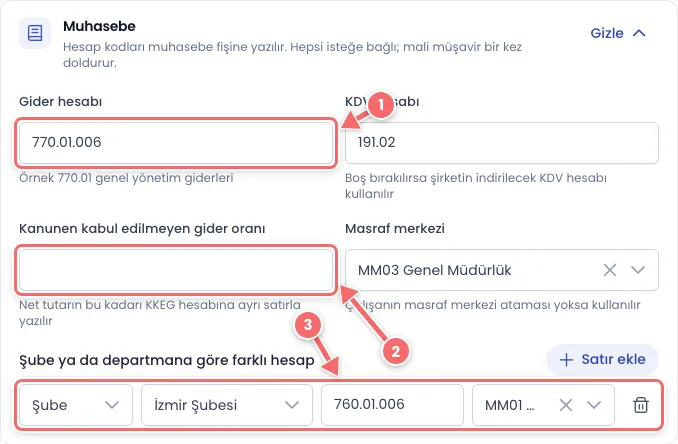 Muhasebe
Hesap kodları muhasebe fişine yazılır. Hepsi isteğe bağlı; mali müşavir bir kez
doldurur.
Gizle
Gider hesabı
1
770.01.006
191.02
Örnek 770.01 genel yönetim giderleri
Boş bırakılırsa şirketin indirilecek KDV hesabı
kullanılır
Kanunen kabul edilmeyen gider oranı
Masraf merkezi
MM03 Genel Müdürlük
Net tutarın bu kadarı KKEG hesabına ayrı satırla
yazılır
masraf merkezi ataması yoksa kullanılır
3
2
Şube ya da departmana göre farklı hesap
+ Satır ekle
Şube
İzmir Şubesi
760.01.006
MM01 ...